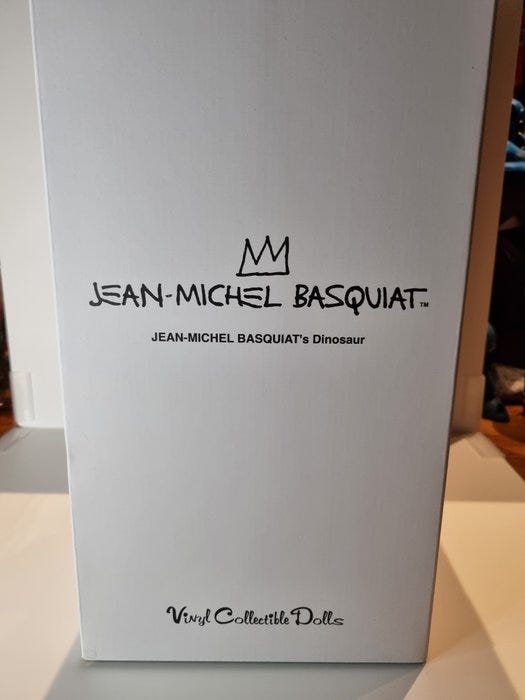 JEAN-MICHEL BASQUIAT™
JEAN-MICHEL BASQUIAT's Dinosaur
Vinyl Collectible Dolls